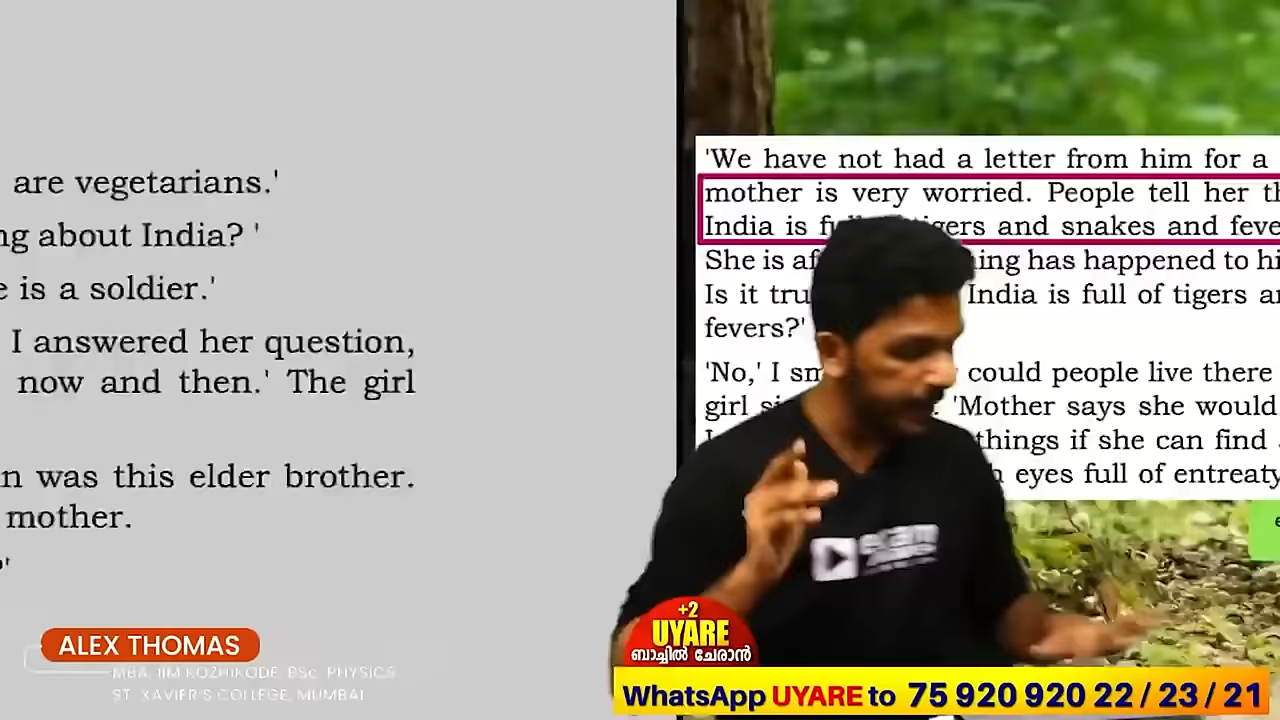 are vegetarians.'
ng about India? '
e is a soldier.'
I answered her question,
now and then.' The girl
n was this elder brother.
mother.
'We have not had a letter from him for a
mother is very worried. People tell her th
India is and snakes and feve
She is af ing has happened to hi
Is it tru India is full of tigers an
fevers?'
'No,' I sm could people live there
girl si 'Mother says she would
things if she can find
eyes full of entreaty
exam
ALEX THOMAS
MBA, IIM KOZHIKODE, BSc. PHYSICS
ST. XAVIER'S COLLEGE, MUMBAI
+2
UYARE
ബാച്ചിൽ ചേരാൻ
WhatsApp UYARE to 75 920 920 22 / 23 / 21